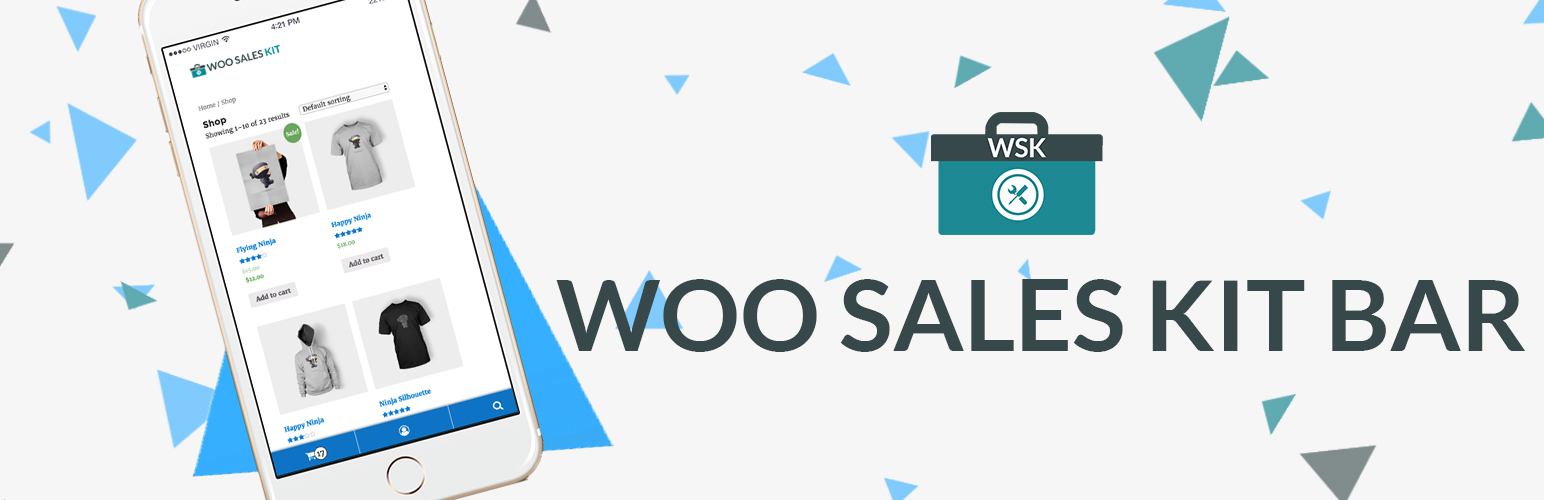 VIRGIN
4:21 PM
WOO SALES KIT
Home / Shop
Shop
Showing 1–16 of 23 results
Default sorting
Sale!
Flying Ninja
$15.00
$12.00
Add to cart
Happy Ninja
$18.00
Add to cart
Happy Ninja
Ninja Silhouette
17
WSK
WOO SALES KIT BAR